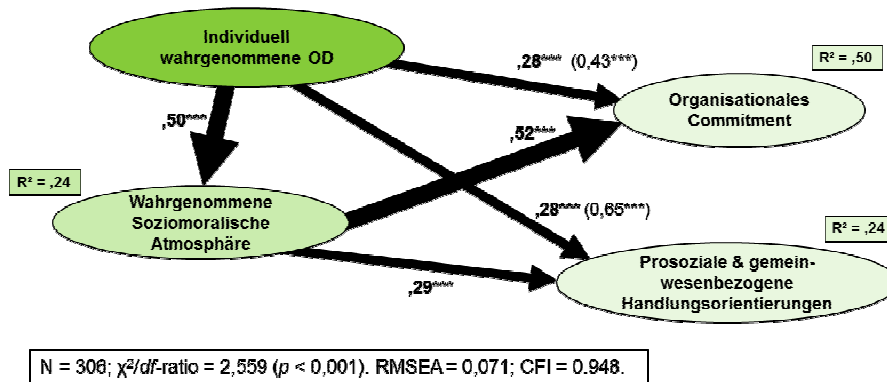 Individuell
wahrgenommene OD
,28*** (0,43***)
R² = ,50
Organisationales
Commitment
,50***
,52***
R² = ,24
Wahrgenommene
Soziomoralische
Atmosphäre
,28*** (0,65***)
R² = ,24
,29***
Prosoziale & gemein-
wesenbezogene
Handlungsorientierungen
N = 306; χ²/df-ratio = 2,559 (p < 0,001). RMSEA = 0,071; CFI = 0.948.